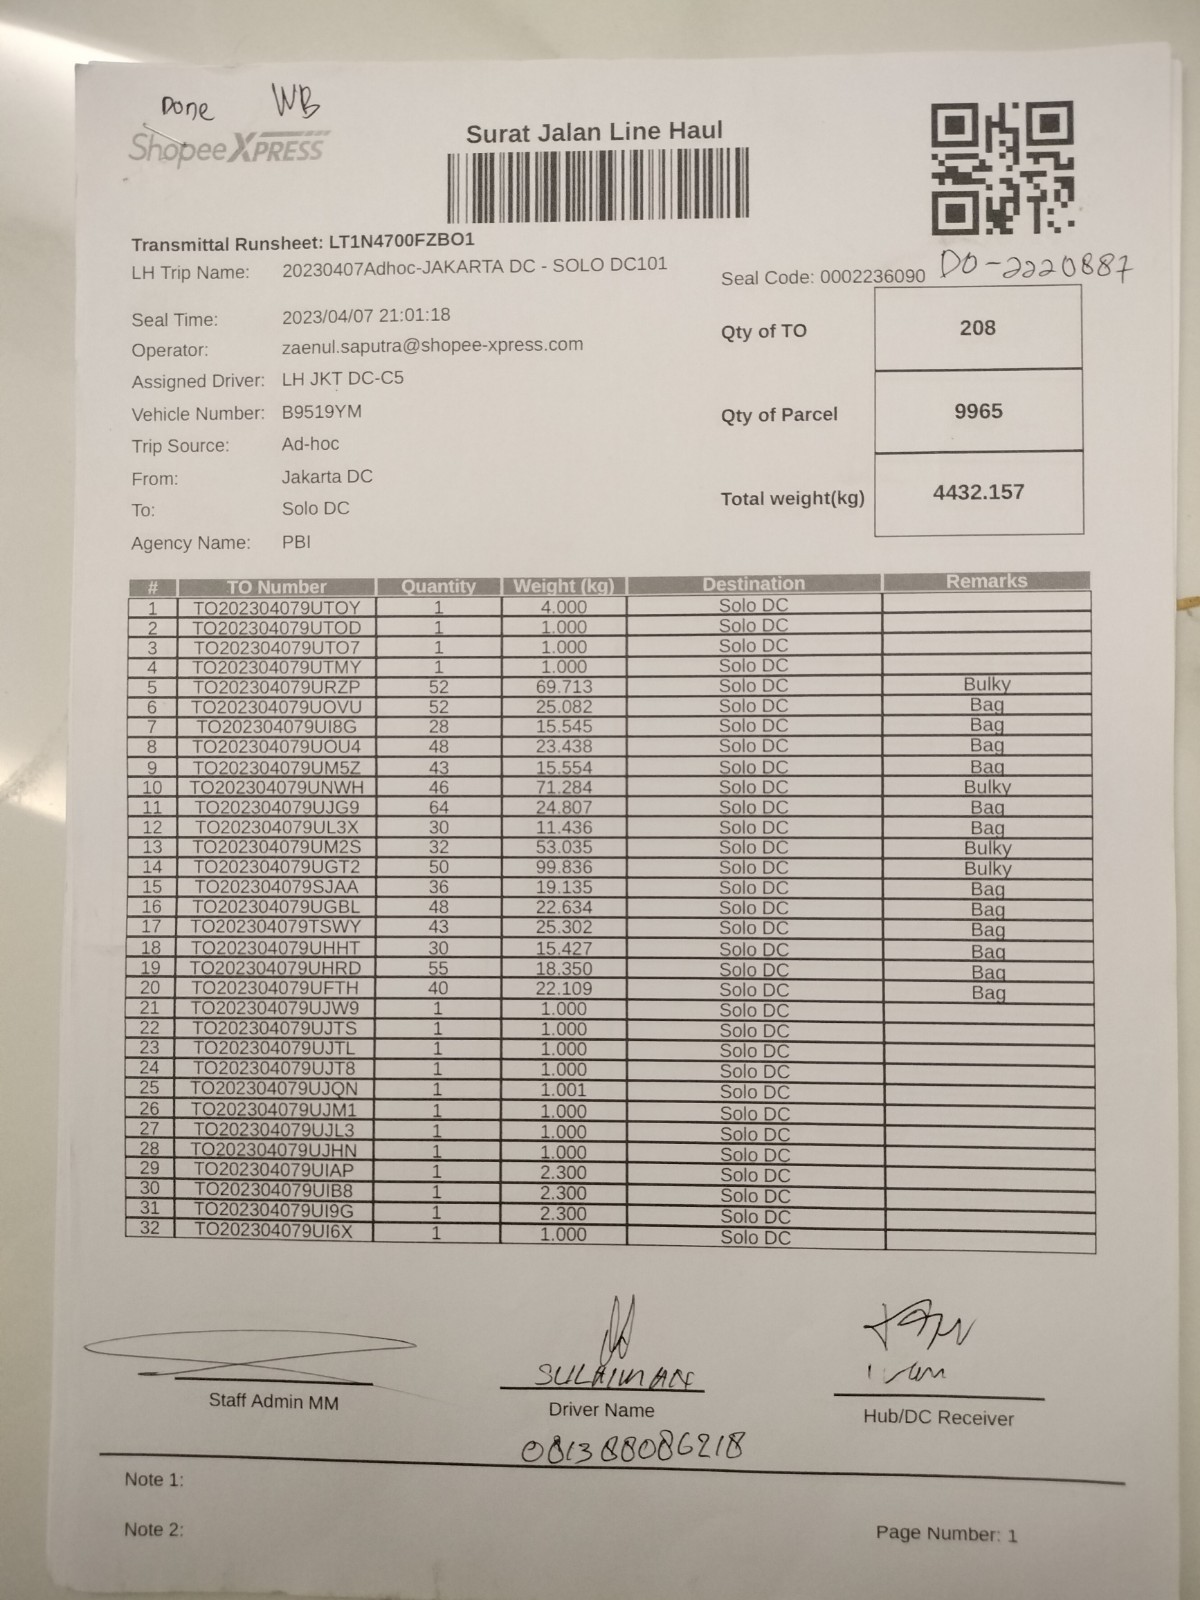 Done WB
Shopee XPRESS
Surat Jalan Line Haul
Transmittal Runsheet: LT1N4700FZBO1
LH Trip Name: 20230407Adhoc-JAKARTA DC - SOLO DC101
Seal Code: 0002236090 DO-2220887
Seal Time: 2023/04/07 21:01:18
Operator: zaenul.saputra@shopee-xpress.com
Assigned Driver: LH JKT DC-C5
Vehicle Number: B9519YM
Trip Source: Ad-hoc
From: Jakarta DC
To: Solo DC
Agency Name: PBI
Qty of TO 208
Qty of Parcel 9965
Total weight(kg) 4432.157
# TO Number Quantity Weight (kg) Destination Remarks
1 TO202304079UTOY 1 4.000 Solo DC
2 TO202304079UTOD 1 1.000 Solo DC
3 TO202304079UTO7 1 1.000 Solo DC
4 TO202304079UTMY 1 1.000 Solo DC
5 TO202304079URZP 52 69.713 Solo DC Bulky
6 TO202304079UOVU 52 25.082 Solo DC Bag
7 TO202304079UI8G 28 15.545 Solo DC Bag
8 TO202304079UOU4 48 23.438 Solo DC Bag
9 TO202304079UM5Z 43 15.554 Solo DC Bag
10 TO202304079UNWH 46 71.284 Solo DC Bulky
11 TO202304079UJG9 64 24.807 Solo DC Bag
12 TO202304079UL3X 30 11.436 Solo DC Bag
13 TO202304079UM2S 32 53.035 Solo DC Bulky
14 TO202304079UGT2 50 99.836 Solo DC Bulky
15 TO202304079SJAA 36 19.135 Solo DC Bag
16 TO202304079UGBL 48 22.634 Solo DC Bag
17 TO202304079TSWY 43 25.302 Solo DC Bag
18 TO202304079UHHT 30 15.427 Solo DC Bag
19 TO202304079UHRD 55 18.350 Solo DC Bag
20 TO202304079UFTH 40 22.109 Solo DC Bag
21 TO202304079UJW9 1 1.000 Solo DC
22 TO202304079UJTS 1 1.000 Solo DC
23 TO202304079UJTL 1 1.000 Solo DC
24 TO202304079UJT8 1 1.000 Solo DC
25 TO202304079UJQN 1 1.001 Solo DC
26 TO202304079UJM1 1 1.000 Solo DC
27 TO202304079UJL3 1 1.000 Solo DC
28 TO202304079UJHN 1 1.000 Solo DC
29 TO202304079UIAP 1 2.300 Solo DC
30 TO202304079UIB8 1 2.300 Solo DC
31 TO202304079UI9G 1 2.300 Solo DC
32 TO202304079UI6X 1 1.000 Solo DC
SULAIMAN
Staff Admin MM Driver Name Hub/DC Receiver
081388086218
Note 1:
Note 2:
Page Number: 1